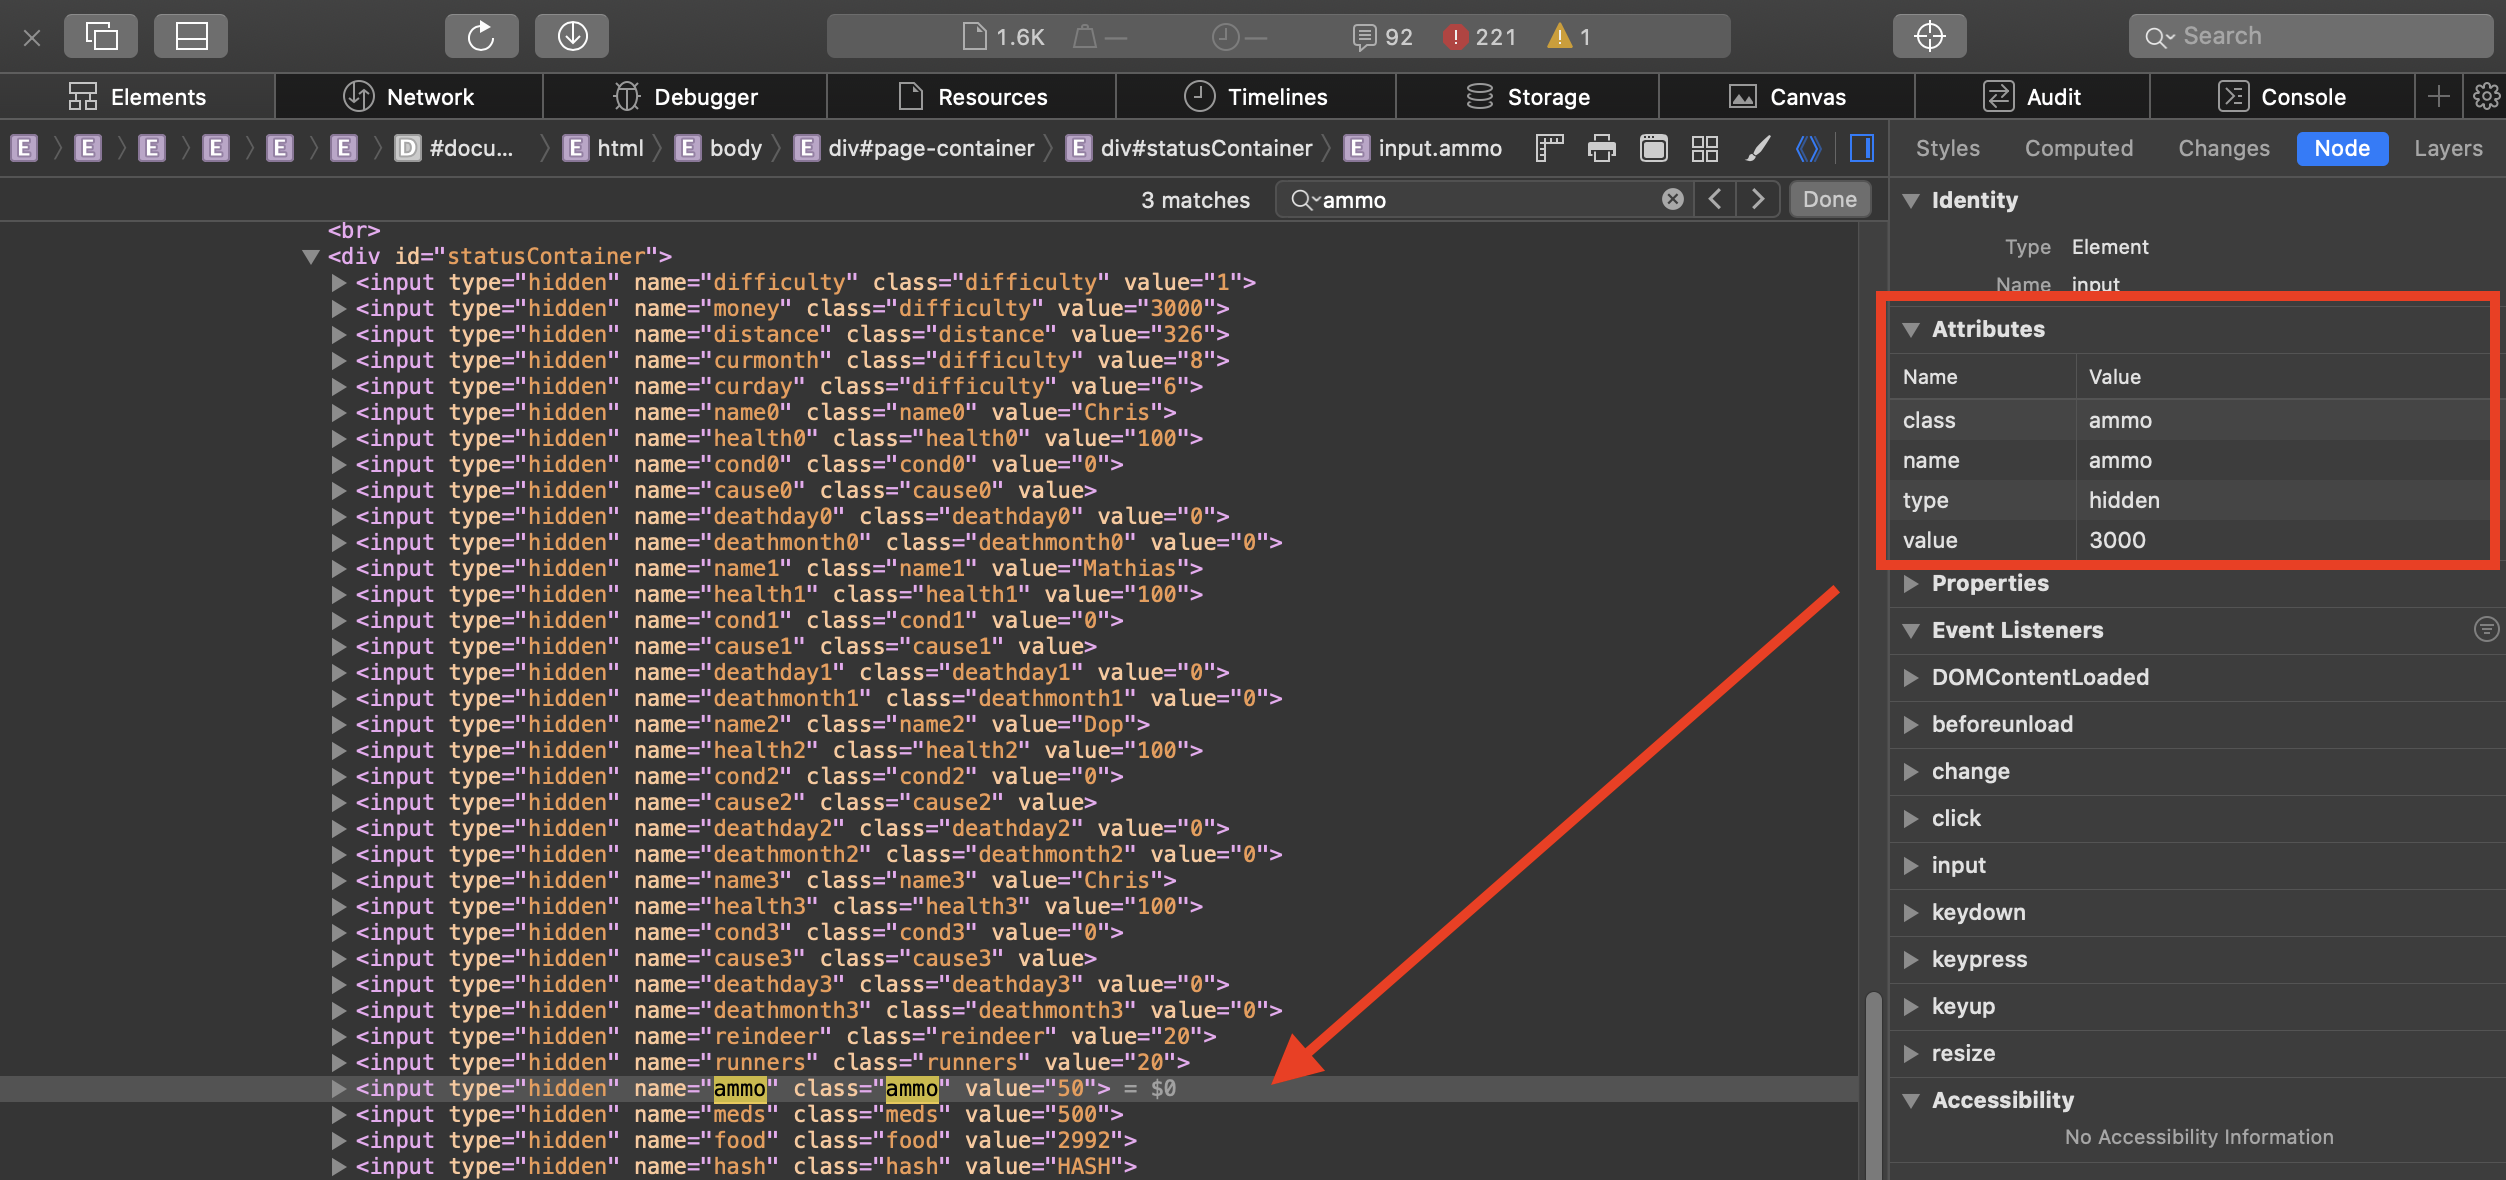 1.6K — — 92 221 1 Search
Elements Network Debugger Resources Timelines Storage Canvas Audit Console
E E E E E E D #docu... E html E body E div#page-container E div#statusContainer E input.ammo Styles Computed Changes Node Layers
3 matches ammo Done
<br>
<div id="statusContainer">
<input type="hidden" name="difficulty" class="difficulty" value="1">
<input type="hidden" name="money" class="difficulty" value="3000">
<input type="hidden" name="distance" class="distance" value="326">
<input type="hidden" name="curmonth" class="difficulty" value="8">
<input type="hidden" name="curday" class="difficulty" value="6">
<input type="hidden" name="name0" class="name0" value="Chris">
<input type="hidden" name="health0" class="health0" value="100">
<input type="hidden" name="cond0" class="cond0" value="0">
<input type="hidden" name="cause0" class="cause0" value>
<input type="hidden" name="deathday0" class="deathday0" value="0">
<input type="hidden" name="deathmonth0" class="deathmonth0" value="0">
<input type="hidden" name="name1" class="name1" value="Mathias">
<input type="hidden" name="health1" class="health1" value="100">
<input type="hidden" name="cond1" class="cond1" value="0">
<input type="hidden" name="cause1" class="cause1" value>
<input type="hidden" name="deathday1" class="deathday1" value="0">
<input type="hidden" name="deathmonth1" class="deathmonth1" value="0">
<input type="hidden" name="name2" class="name2" value="Dop">
<input type="hidden" name="health2" class="health2" value="100">
<input type="hidden" name="cond2" class="cond2" value="0">
<input type="hidden" name="cause2" class="cause2" value>
<input type="hidden" name="deathday2" class="deathday2" value="0">
<input type="hidden" name="deathmonth2" class="deathmonth2" value="0">
<input type="hidden" name="name3" class="name3" value="Chris">
<input type="hidden" name="health3" class="health3" value="100">
<input type="hidden" name="cond3" class="cond3" value="0">
<input type="hidden" name="cause3" class="cause3" value>
<input type="hidden" name="deathday3" class="deathday3" value="0">
<input type="hidden" name="deathmonth3" class="deathmonth3" value="0">
<input type="hidden" name="reindeer" class="reindeer" value="20">
<input type="hidden" name="runners" class="runners" value="20">
<input type="hidden" name="ammo" class="ammo" value="50"> = $0
<input type="hidden" name="meds" class="meds" value="500">
<input type="hidden" name="food" class="food" value="2992">
<input type="hidden" name="hash" class="hash" value="HASH">
Identity
Type Element
Name input
Attributes
Name Value
class ammo
name ammo
type hidden
value 3000
Properties
Event Listeners
DOMContentLoaded
beforeunload
change
click
input
keydown
keypress
keyup
resize
Accessibility
No Accessibility Information